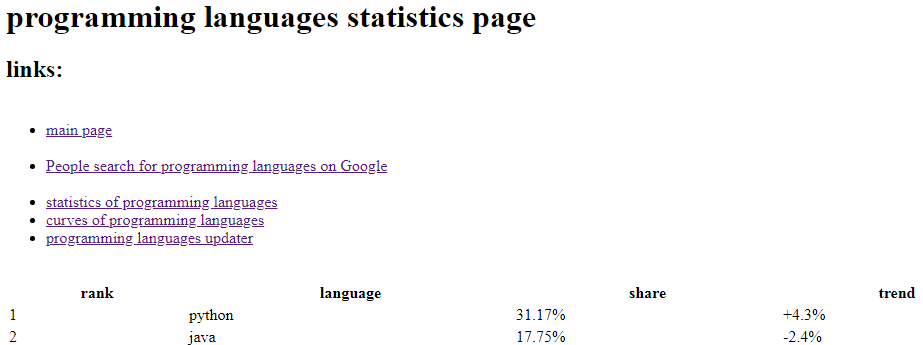 programming languages statistics page
links:
main page
People search for programming languages on Google
statistics of programming languages
curves of programming languages
programming languages updater
rank language share trend
1 python 31.17% +4.3%
2 java 17.75% -2.4%